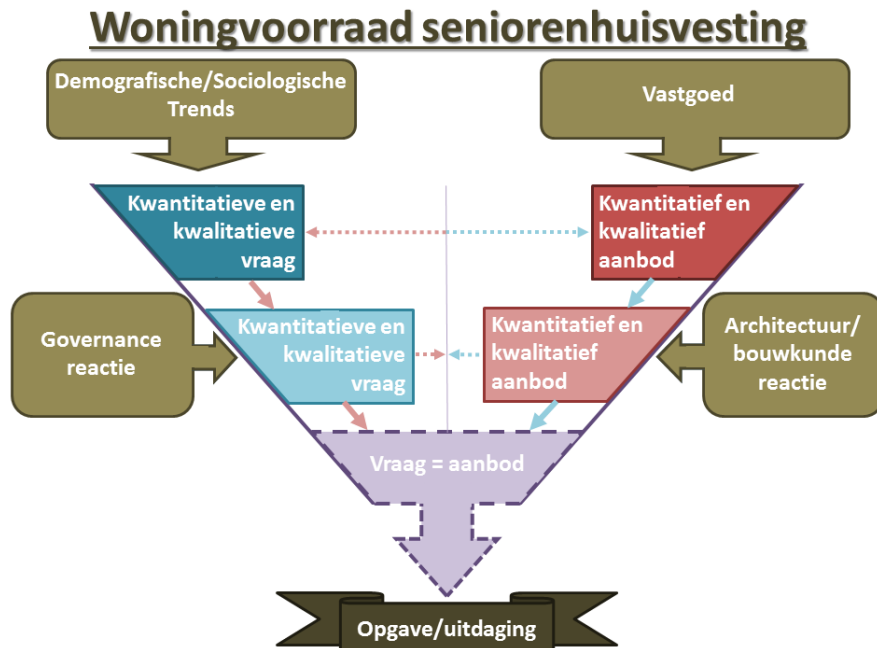 Woningvoorraad seniorenhuisvesting
Demografische/Sociologische
Trends
Vastgoed
Kwantitatieve en
kwalitatieve
vraag
Kwantitatief en
kwalitatief
aanbod
Governance
reactie
Kwantitatieve en
kwalitatieve
vraag
Kwantitatief en
kwalitatief
aanbod
Architectuur/
bouwkunde
reactie
Vraag = aanbod
Opgave/uitdaging